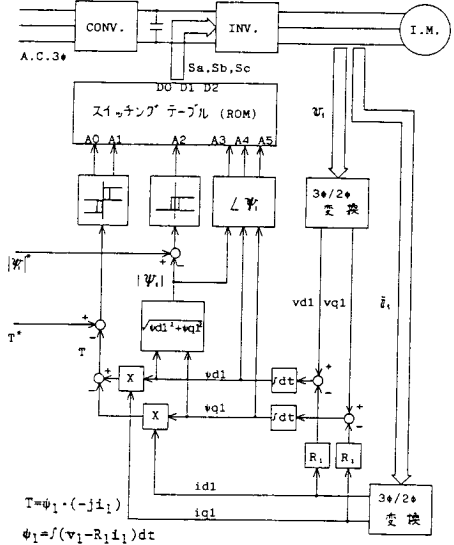 CONV.
INV.
I.M.
A.C.3φ
Sa,Sb,Sc
D0 D1 D2
スイッチング テーブル (ROM)
A0 A1 A2 A3 A4 A5
v₁
∠ψ₁
3φ/2φ
変換
|ψ₁|*
+
−
|ψ₁|
vd1 vq1
i₁
√ψd1²+ψq1²
T*
+
−
T
+
−
X
ψd1
∫dt
+
−
X
ψq1
∫dt
+
−
R₁
R₁
id1
iq1
3φ/2φ
変換
T=ψ₁·(-ji₁)
ψ₁=∫(v₁-R₁i₁)dt